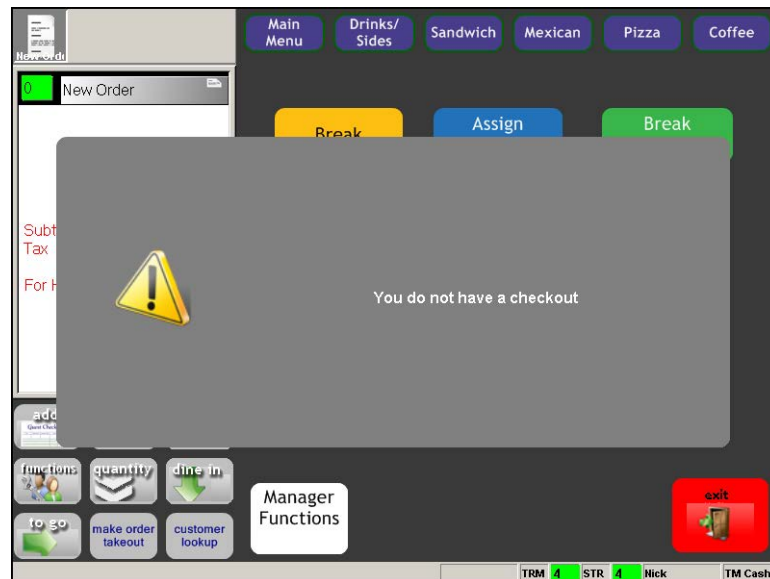 Main
Menu
Drinks/
Sides
Sandwich
Mexican
Pizza
Coffee
0
New Order
Break
Assign
Break
Subt
Tax
For H
You do not have a checkout
add
functions
quantity
dine in
to go
make order
takeout
customer
lookup
Manager
Functions
exit
TRM 4 STR 4 Nick TM Cash